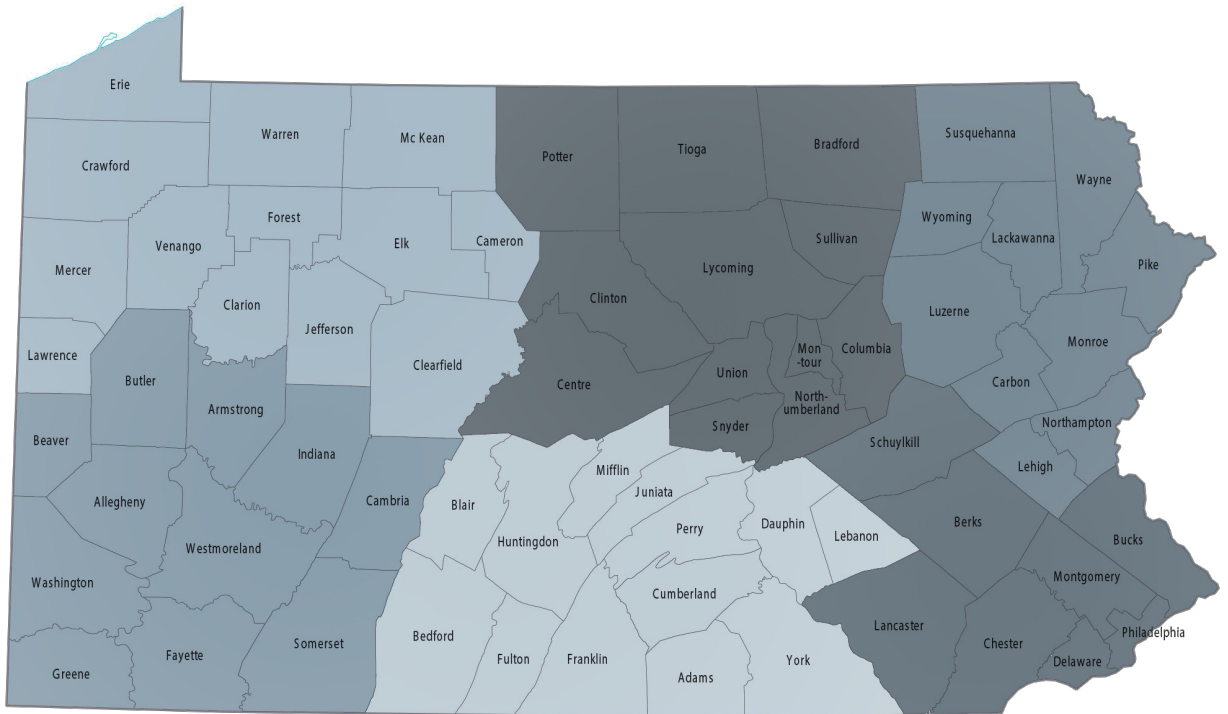 Erie
Crawford
Warren
Mc Kean
Potter
Tioga
Bradford
Susquehanna
Wayne
Forest
Venango
Elk
Cameron
Mercer
Clarion
Jefferson
Clearfield
Lawrence
Butler
Armstrong
Beaver
Indiana
Allegheny
Cambria
Westmoreland
Washington
Greene
Fayette
Somerset
Sullivan
Lycoming
Clinton
Centre
Union
Mon
-tour
Columbia
North-
umberland
Snyder
Wyoming
Lackawanna
Pike
Luzerne
Monroe
Carbon
Northampton
Lehigh
Schuylkill
Berks
Bucks
Montgomery
Philadelphia
Delaware
Chester
Lancaster
Mifflin
Juniata
Blair
Huntingdon
Perry
Dauphin
Lebanon
Cumberland
Bedford
Fulton
Franklin
Adams
York